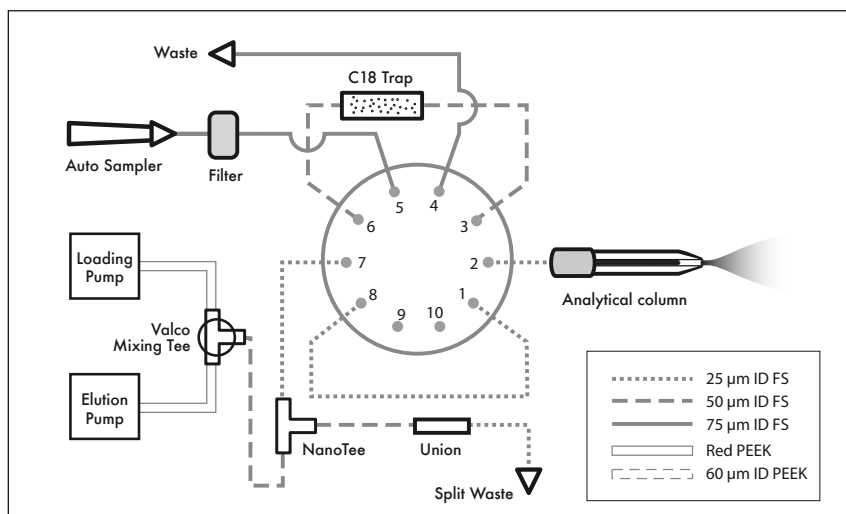 Waste
C18 Trap
Auto Sampler
Filter
5
4
6
3
7
2
8
1
9
10
Loading
Pump
Valco
Mixing Tee
Elution
Pump
Analytical column
NanoTee
Union
Split Waste
25 µm ID FS
50 µm ID FS
75 µm ID FS
Red PEEK
60 µm ID PEEK